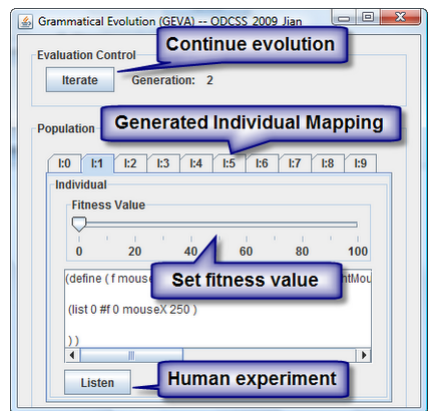 Grammatical Evolution (GEVA) -- ODCSS 2009 Jian
Continue evolution
Evaluation Control
Iterate Generation: 2
Generated Individual Mapping
Population
I:0 I:1 I:2 I:3 I:4 I:5 I:6 I:7 I:8 I:9
Individual
Fitness Value
0 20 40 60 80 100
(define ( f mouse
Set fitness value
(list 0 #f 0 mouseX 250 )
))
Listen
Human experiment